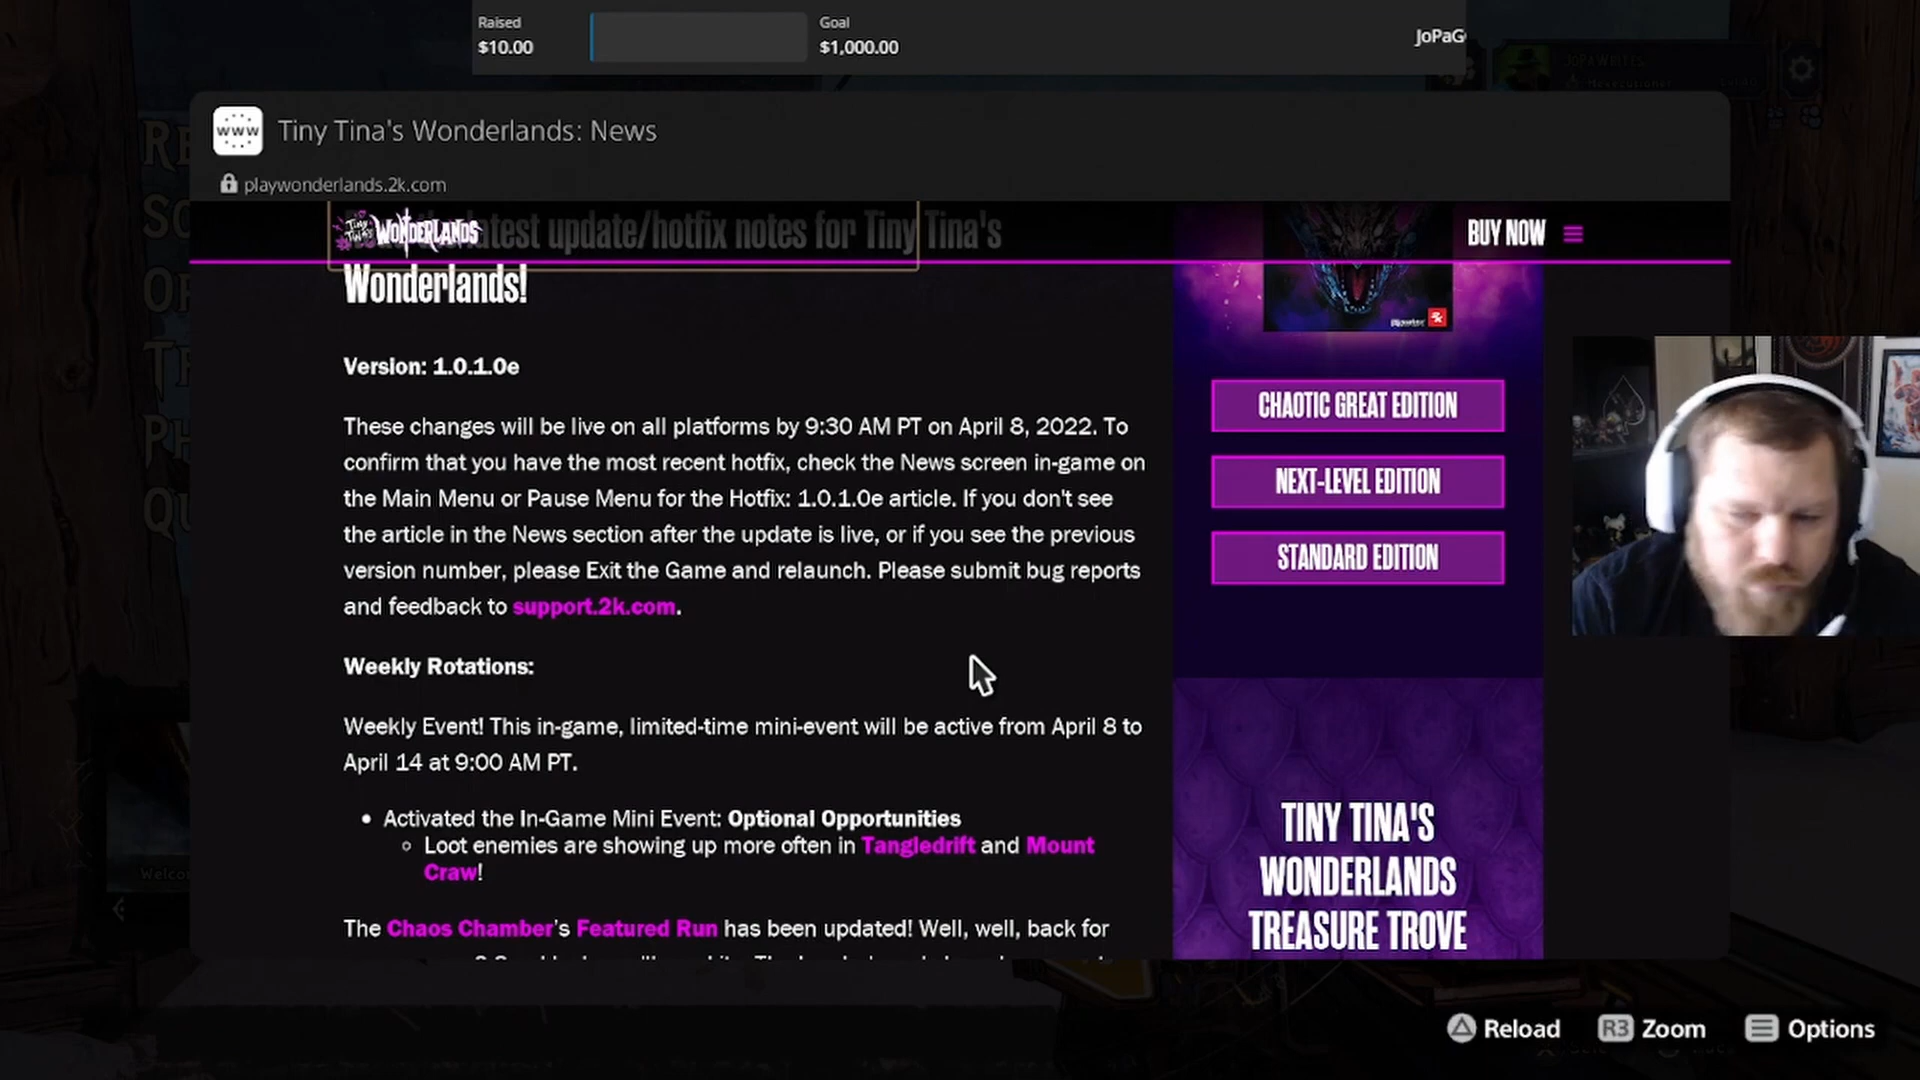 Raised
$10.00
Goal
$1,000.00
JoPaG
www
Tiny Tina's Wonderlands: News
playwonderlands.2k.com
TINY TINA'S WONDERLANDS
latest update/hotfix notes for Tiny Tina's
Wonderlands!
BUY NOW
Version: 1.0.1.0e
These changes will be live on all platforms by 9:30 AM PT on April 8, 2022. To
confirm that you have the most recent hotfix, check the News screen in-game on
the Main Menu or Pause Menu for the Hotfix: 1.0.1.0e article. If you don't see
the article in the News section after the update is live, or if you see the previous
version number, please Exit the Game and relaunch. Please submit bug reports
and feedback to support.2k.com.
Weekly Rotations:
Weekly Event! This in-game, limited-time mini-event will be active from April 8 to
April 14 at 9:00 AM PT.
• Activated the In-Game Mini Event: Optional Opportunities
◦ Loot enemies are showing up more often in Tangledrift and Mount
Craw!
The Chaos Chamber's Featured Run has been updated! Well, well, back for
2K
CHAOTIC GREAT EDITION
NEXT-LEVEL EDITION
STANDARD EDITION
TINY TINA'S
WONDERLANDS
TREASURE TROVE
Reload
R3 Zoom
Options